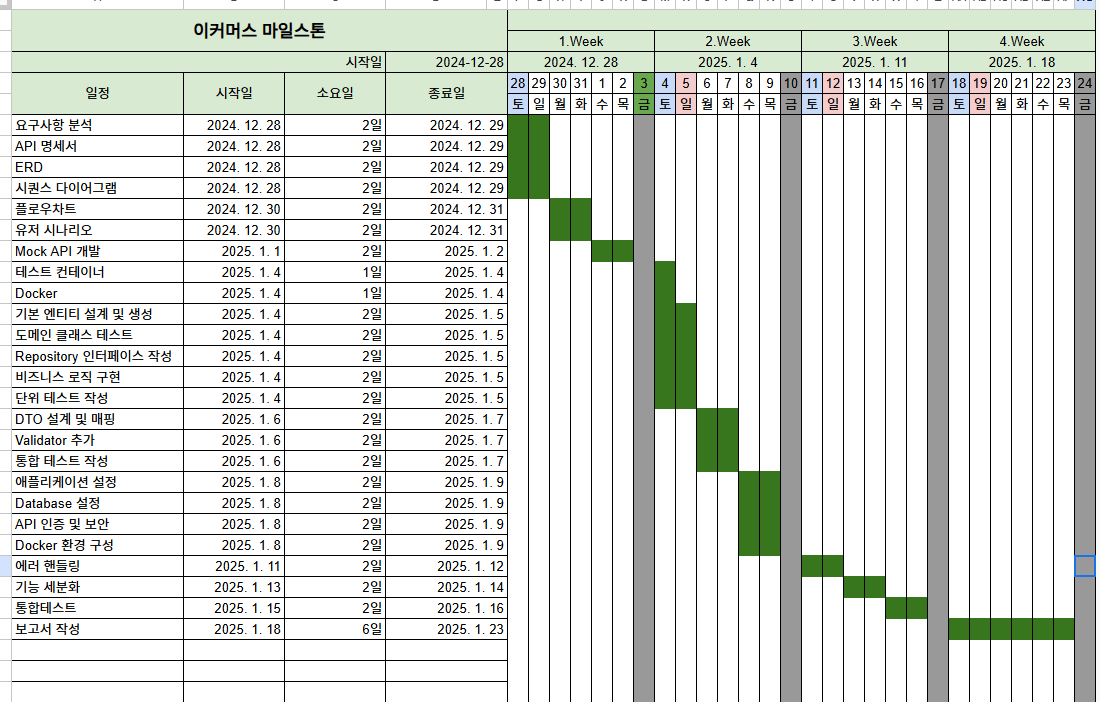 이커머스 마일스톤
1.Week 2.Week 3.Week 4.Week
시작일 2024-12-28 2024. 12. 28 2025. 1. 4 2025. 1. 11 2025. 1. 18
일정 시작일 소요일 종료일
28 29 30 31 1 2 3 4 5 6 7 8 9 10 11 12 13 14 15 16 17 18 19 20 21 22 23 24
토 일 월 화 수 목 금 토 일 월 화 수 목 금 토 일 월 화 수 목 금 토 일 월 화 수 목 금
요구사항 분석 2024. 12. 28 2일 2024. 12. 29
API 명세서 2024. 12. 28 2일 2024. 12. 29
ERD 2024. 12. 28 2일 2024. 12. 29
시퀀스 다이어그램 2024. 12. 28 2일 2024. 12. 29
플로우차트 2024. 12. 30 2일 2024. 12. 31
유저 시나리오 2024. 12. 30 2일 2024. 12. 31
Mock API 개발 2025. 1. 1 2일 2025. 1. 2
테스트 컨테이너 2025. 1. 4 1일 2025. 1. 4
Docker 2025. 1. 4 1일 2025. 1. 4
기본 엔티티 설계 및 생성 2025. 1. 4 2일 2025. 1. 5
도메인 클래스 테스트 2025. 1. 4 2일 2025. 1. 5
Repository 인터페이스 작성 2025. 1. 4 2일 2025. 1. 5
비즈니스 로직 구현 2025. 1. 4 2일 2025. 1. 5
단위 테스트 작성 2025. 1. 4 2일 2025. 1. 5
DTO 설계 및 매핑 2025. 1. 6 2일 2025. 1. 7
Validator 추가 2025. 1. 6 2일 2025. 1. 7
통합 테스트 작성 2025. 1. 6 2일 2025. 1. 7
애플리케이션 설정 2025. 1. 8 2일 2025. 1. 9
Database 설정 2025. 1. 8 2일 2025. 1. 9
API 인증 및 보안 2025. 1. 8 2일 2025. 1. 9
Docker 환경 구성 2025. 1. 8 2일 2025. 1. 9
에러 핸들링 2025. 1. 11 2일 2025. 1. 12
기능 세분화 2025. 1. 13 2일 2025. 1. 14
통합테스트 2025. 1. 15 2일 2025. 1. 16
보고서 작성 2025. 1. 18 6일 2025. 1. 23